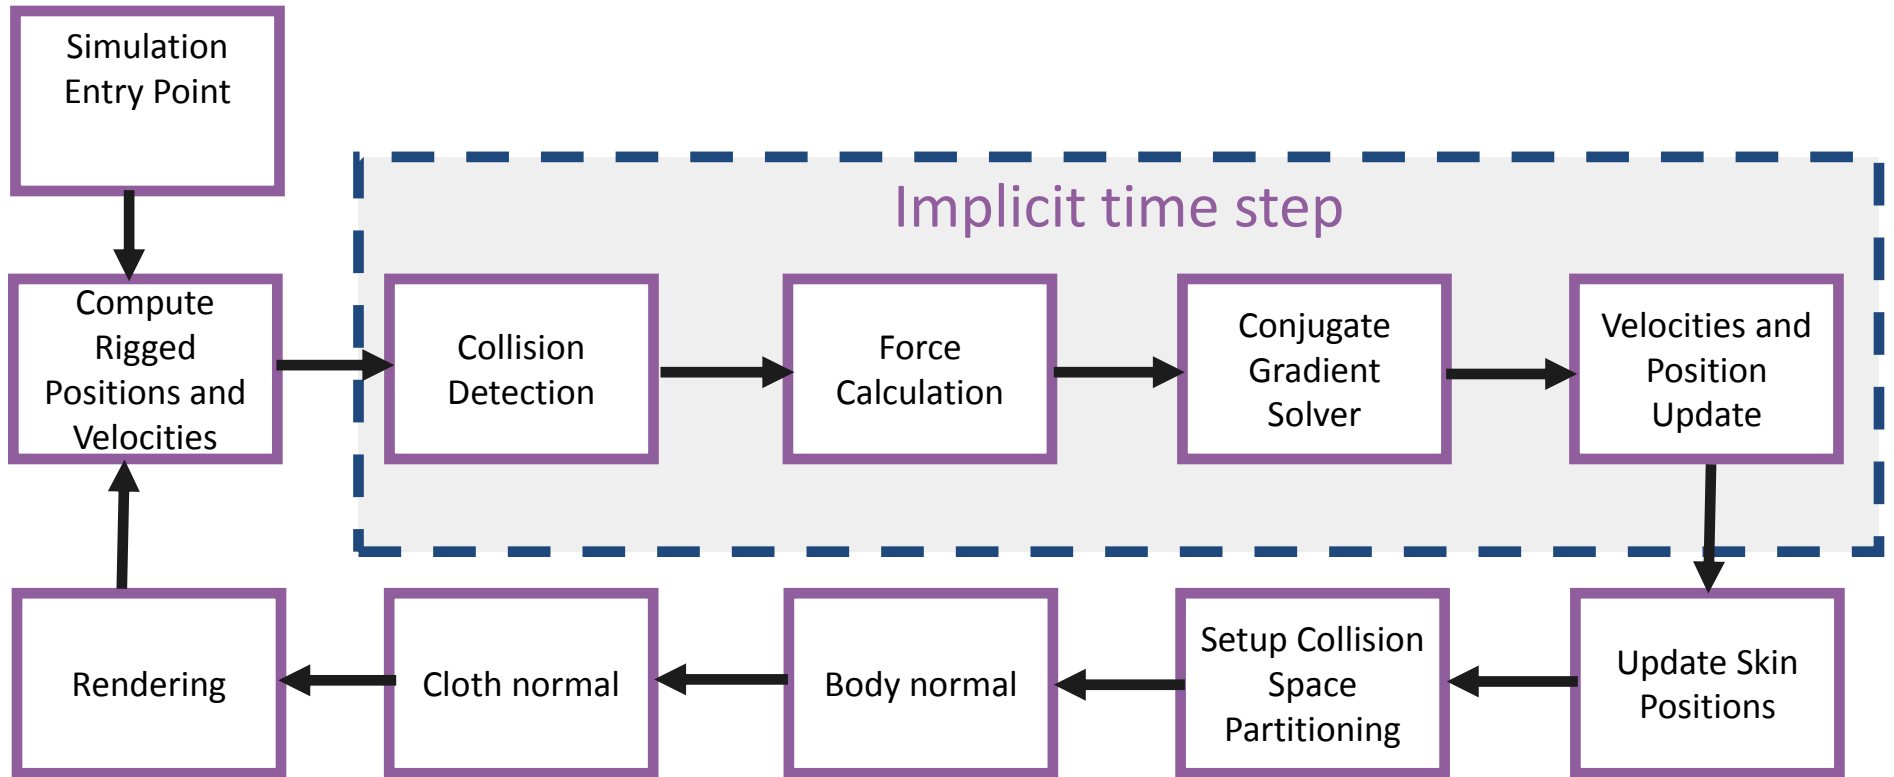 Simulation
Entry Point
Implicit time step
Compute
Rigged
Positions and
Velocities
Collision
Detection
Force
Calculation
Conjugate
Gradient
Solver
Velocities and
Position
Update
Rendering
Cloth normal
Body normal
Setup Collision
Space
Partitioning
Update Skin
Positions